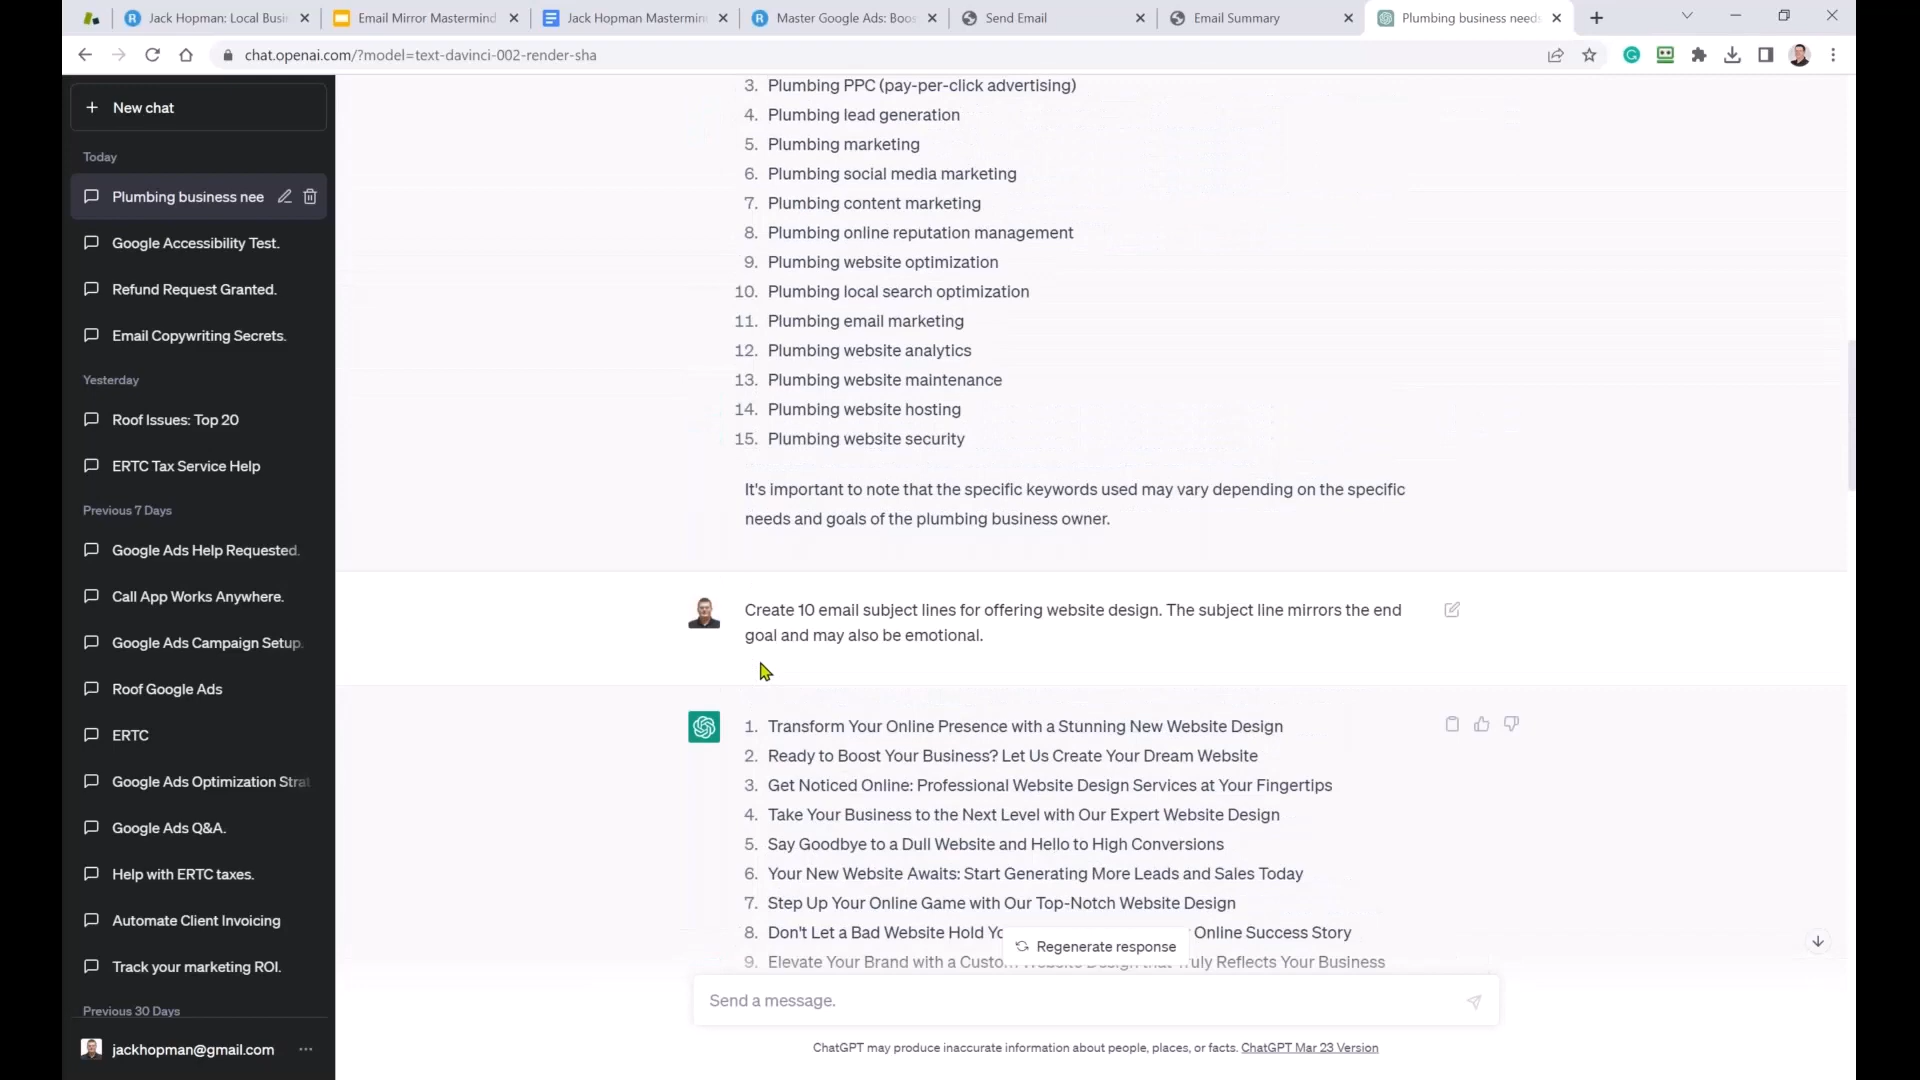 Jack Hopman: Local Busin
Email Mirror Mastermind
Jack Hopman Mastermin
Master Google Ads: Boos
Send Email
Email Summary
Plumbing business need
chat.openai.com/?model=text-davinci-002-render-sha
New chat
Today
Plumbing business nee
Google Accessibility Test.
Refund Request Granted.
Email Copywriting Secrets.
Yesterday
Roof Issues: Top 20
ERTC Tax Service Help
Previous 7 Days
Google Ads Help Requested.
Call App Works Anywhere.
Google Ads Campaign Setup.
Roof Google Ads
ERTC
Google Ads Optimization Strat
Google Ads Q&A.
Help with ERTC taxes.
Automate Client Invoicing
Track your marketing ROI.
Previous 30 Days
jackhopman@gmail.com
3. Plumbing PPC (pay-per-click advertising)
4. Plumbing lead generation
5. Plumbing marketing
6. Plumbing social media marketing
7. Plumbing content marketing
8. Plumbing online reputation management
9. Plumbing website optimization
10. Plumbing local search optimization
11. Plumbing email marketing
12. Plumbing website analytics
13. Plumbing website maintenance
14. Plumbing website hosting
15. Plumbing website security
It's important to note that the specific keywords used may vary depending on the specific
needs and goals of the plumbing business owner.
Create 10 email subject lines for offering website design. The subject line mirrors the end
goal and may also be emotional.
1. Transform Your Online Presence with a Stunning New Website Design
2. Ready to Boost Your Business? Let Us Create Your Dream Website
3. Get Noticed Online: Professional Website Design Services at Your Fingertips
4. Take Your Business to the Next Level with Our Expert Website Design
5. Say Goodbye to a Dull Website and Hello to High Conversions
6. Your New Website Awaits: Start Generating More Leads and Sales Today
7. Step Up Your Online Game with Our Top-Notch Website Design
8. Don't Let a Bad Website Hold Online Success Story
Regenerate response
9. Elevate Your Brand with a Custom Website Design that Truly Reflects Your Business
Send a message.
ChatGPT may produce inaccurate information about people, places, or facts. ChatGPT Mar 23 Version